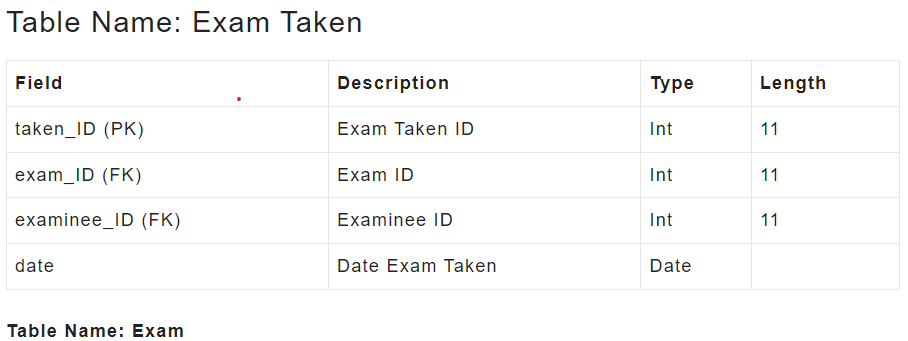 Table Name: Exam Taken
Field Description Type Length
taken_ID (PK) Exam Taken ID Int 11
exam_ID (FK) Exam ID Int 11
examinee_ID (FK) Examinee ID Int 11
date Date Exam Taken Date
Table Name: Exam